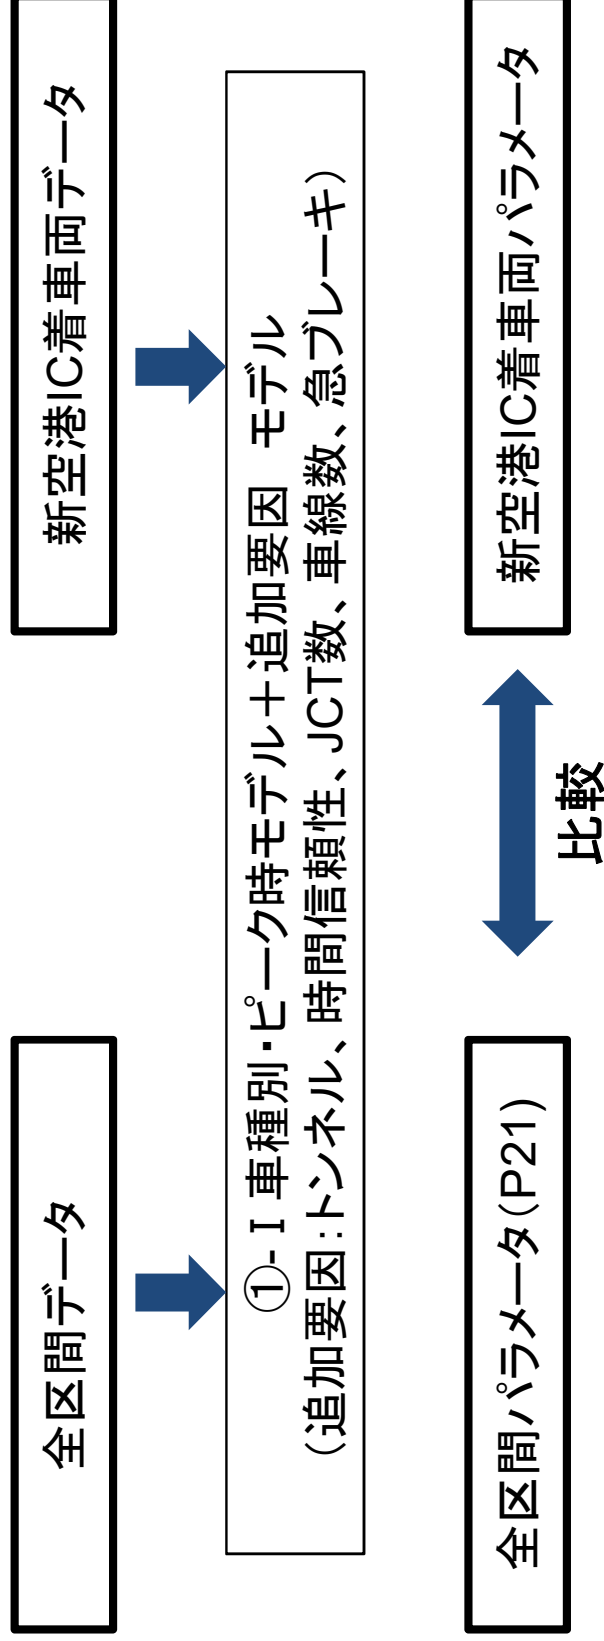 全区間データ
新空港IC着車両データ
①-Ⅰ 車種別・ピーク時モデル＋追加要因　モデル
（追加要因：トンネル、時間信頼性、JCT数、車線数、急ブレーキ）
全区間パラメータ（P21）
新空港IC着車両パラメータ
比較